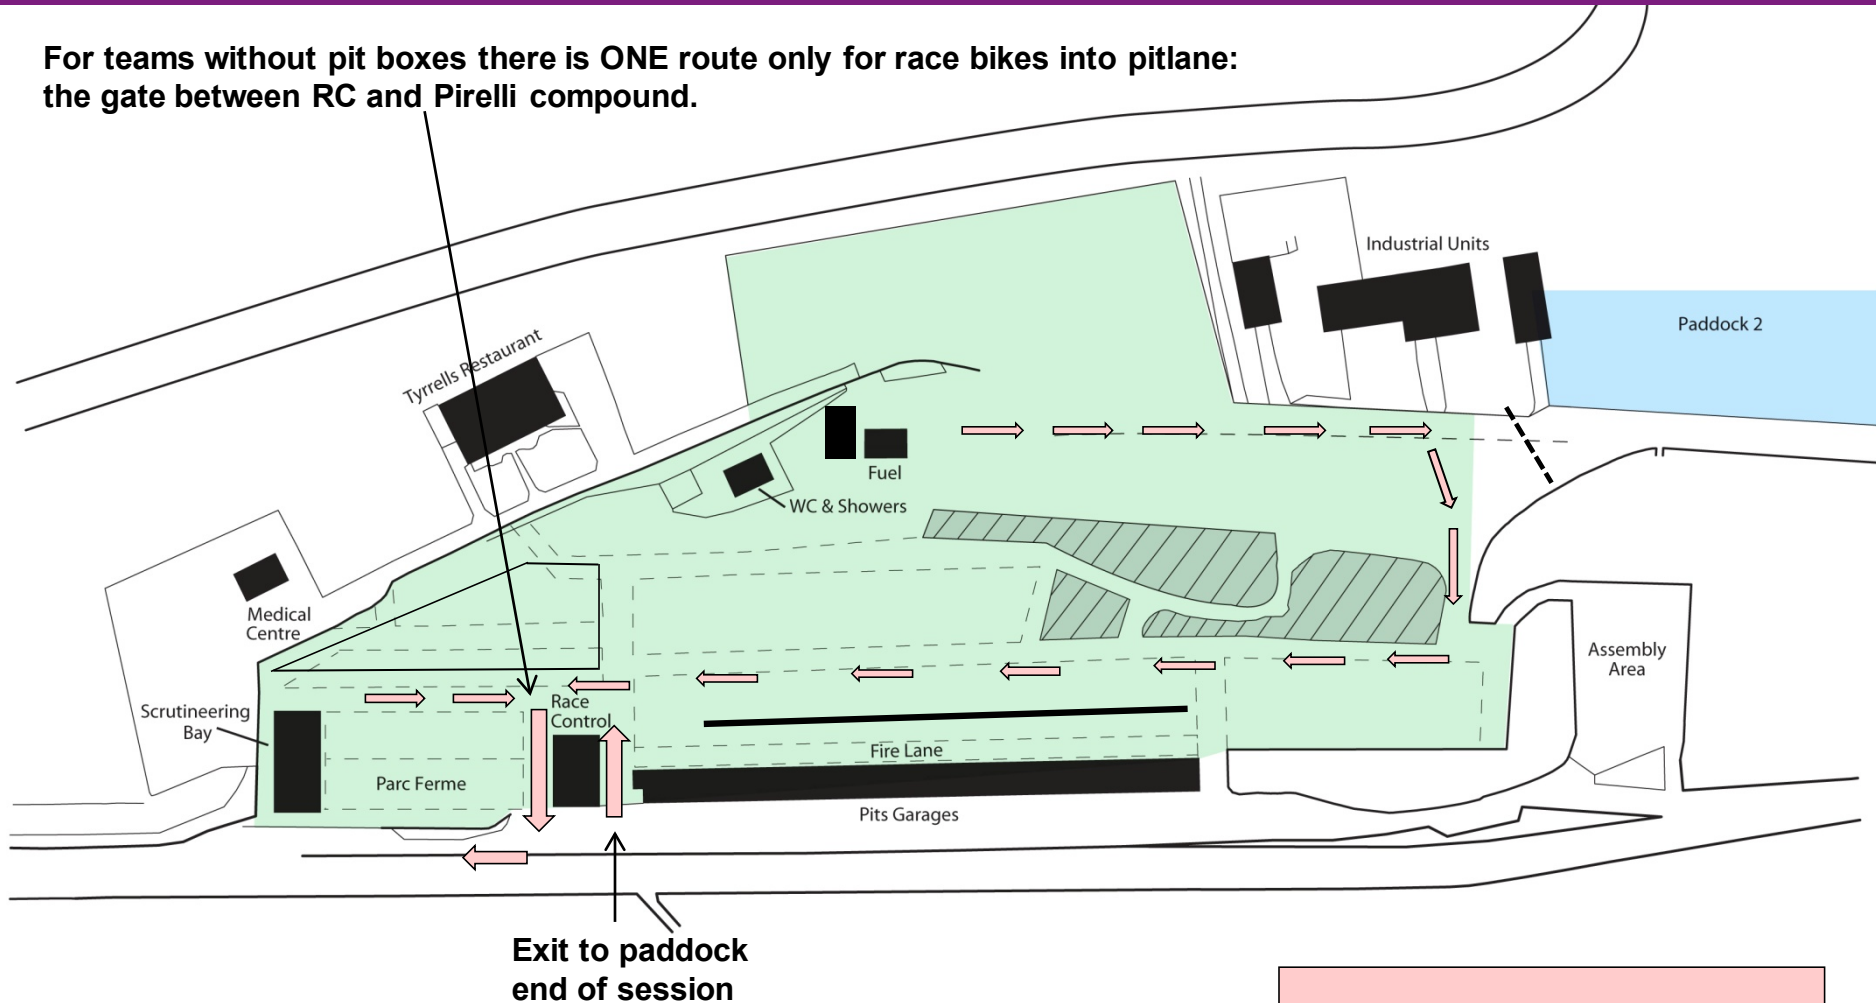 For teams without pit boxes there is ONE route only for race bikes into pitlane:
the gate between RC and Pirelli compound.
Industrial Units
Paddock 2
Tyrrells Restaurant
Fuel
WC & Showers
Medical
Centre
Assembly
Area
Scrutineering
Bay
Race
Control
Fire Lane
Parc Ferme
Pits Garages
Exit to paddock
end of session